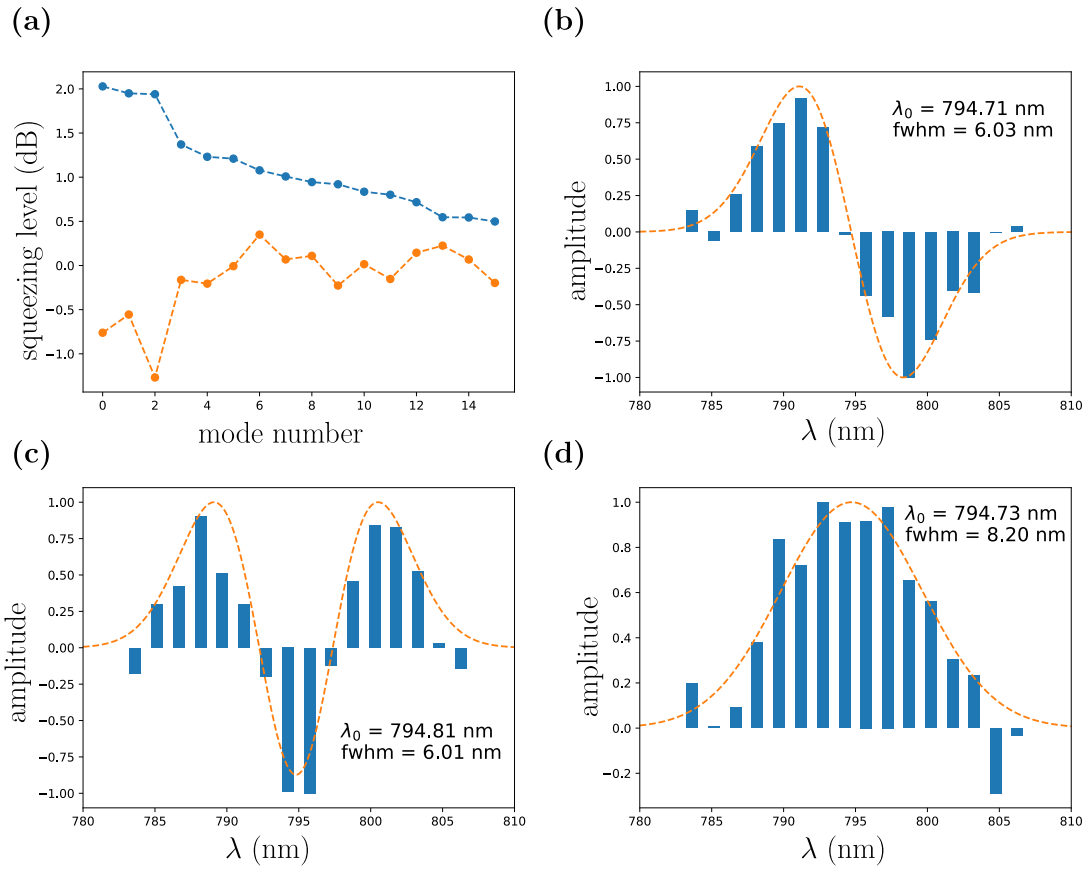 (a)
squeezing level (dB)
2.0
1.5
1.0
0.5
0.0
−0.5
−1.0
0 2 4 6 8 10 12 14
mode number
(b)
amplitude
1.00
0.75
0.50
0.25
0.00
−0.25
−0.50
−0.75
−1.00
λ0 = 794.71 nm
fwhm = 6.03 nm
780 785 790 795 800 805 810
λ (nm)
(c)
amplitude
1.00
0.75
0.50
0.25
0.00
−0.25
−0.50
−0.75
−1.00
λ0 = 794.81 nm
fwhm = 6.01 nm
780 785 790 795 800 805 810
λ (nm)
(d)
amplitude
1.0
0.8
0.6
0.4
0.2
0.0
−0.2
λ0 = 794.73 nm
fwhm = 8.20 nm
780 785 790 795 800 805 810
λ (nm)